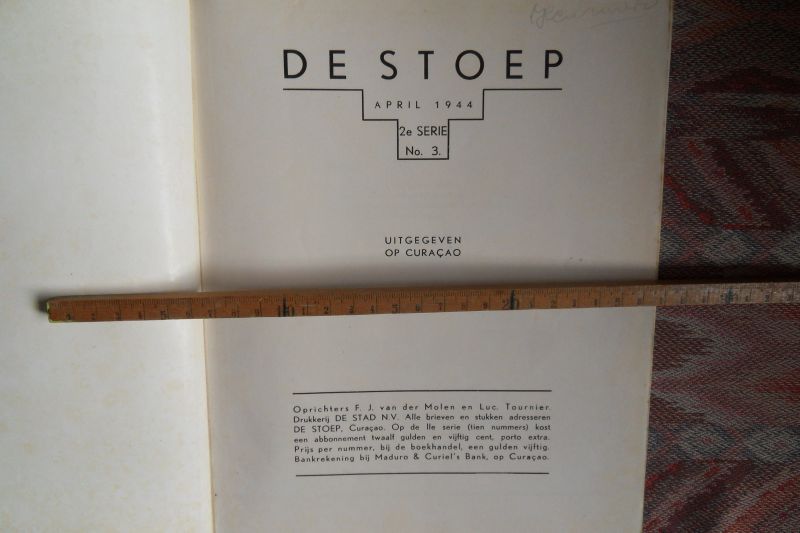 DE STOEP
APRIL 1944
2e SERIE
No. 3.
UITGEGEVEN
OP CURAÇAO
Oprichters F. J. van der Molen en Luc. Tournier.
Drukkerij DE STAD N.V. Alle brieven en stukken adresseren
DE STOEP, Curaçao. Op de IIe serie (tien nummers) kost
een abbonnement twaalf gulden en vijftig cent, porto extra.
Prijs per nummer, bij de boekhandel, een gulden vijftig.
Bankrekening bij Maduro & Curiel's Bank, op Curaçao.